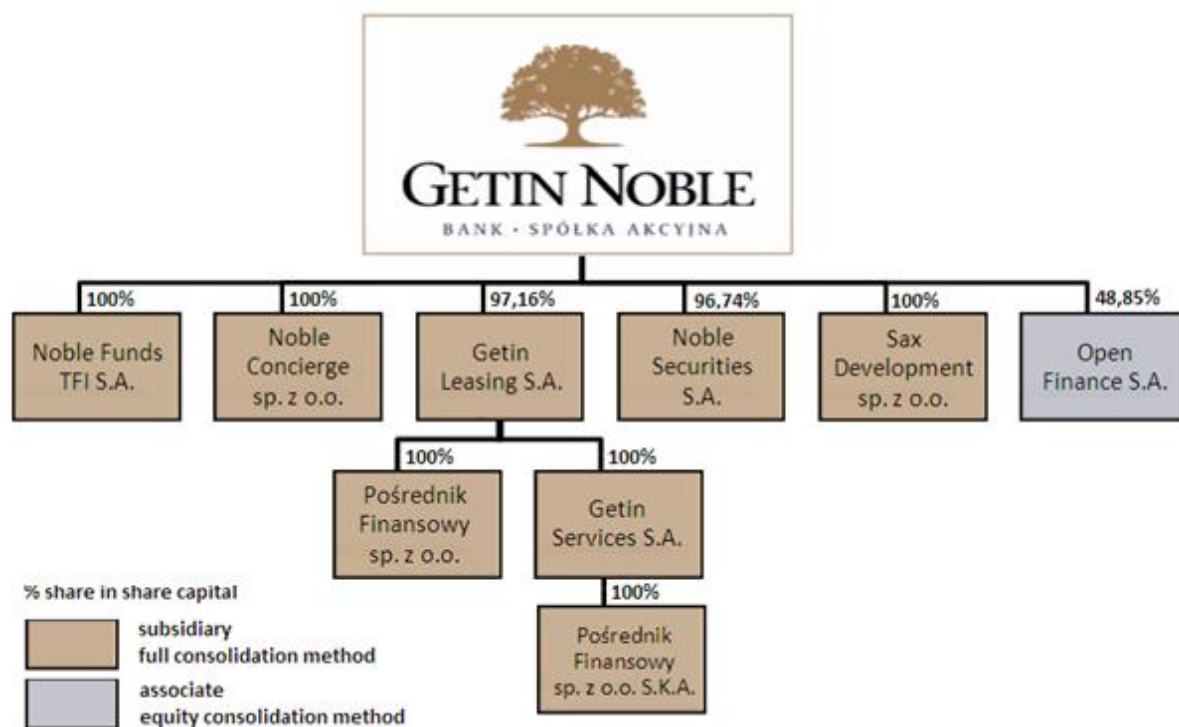 GETIN NOBLE
BANK · SPÓŁKA AKCYJNA
100%
100%
97,16%
96,74%
100%
48,85%
Noble Funds
TFI S.A.
Noble
Concierge
sp. z o.o.
Getin
Leasing S.A.
Noble
Securities
S.A.
Sax
Development
sp. z o.o.
Open
Finance S.A.
100%
100%
Pośrednik
Finansowy
sp. z o.o.
Getin
Services S.A.
100%
Pośrednik
Finansowy
sp. z o.o. S.K.A.
% share in share capital
subsidiary
full consolidation method
associate
equity consolidation method